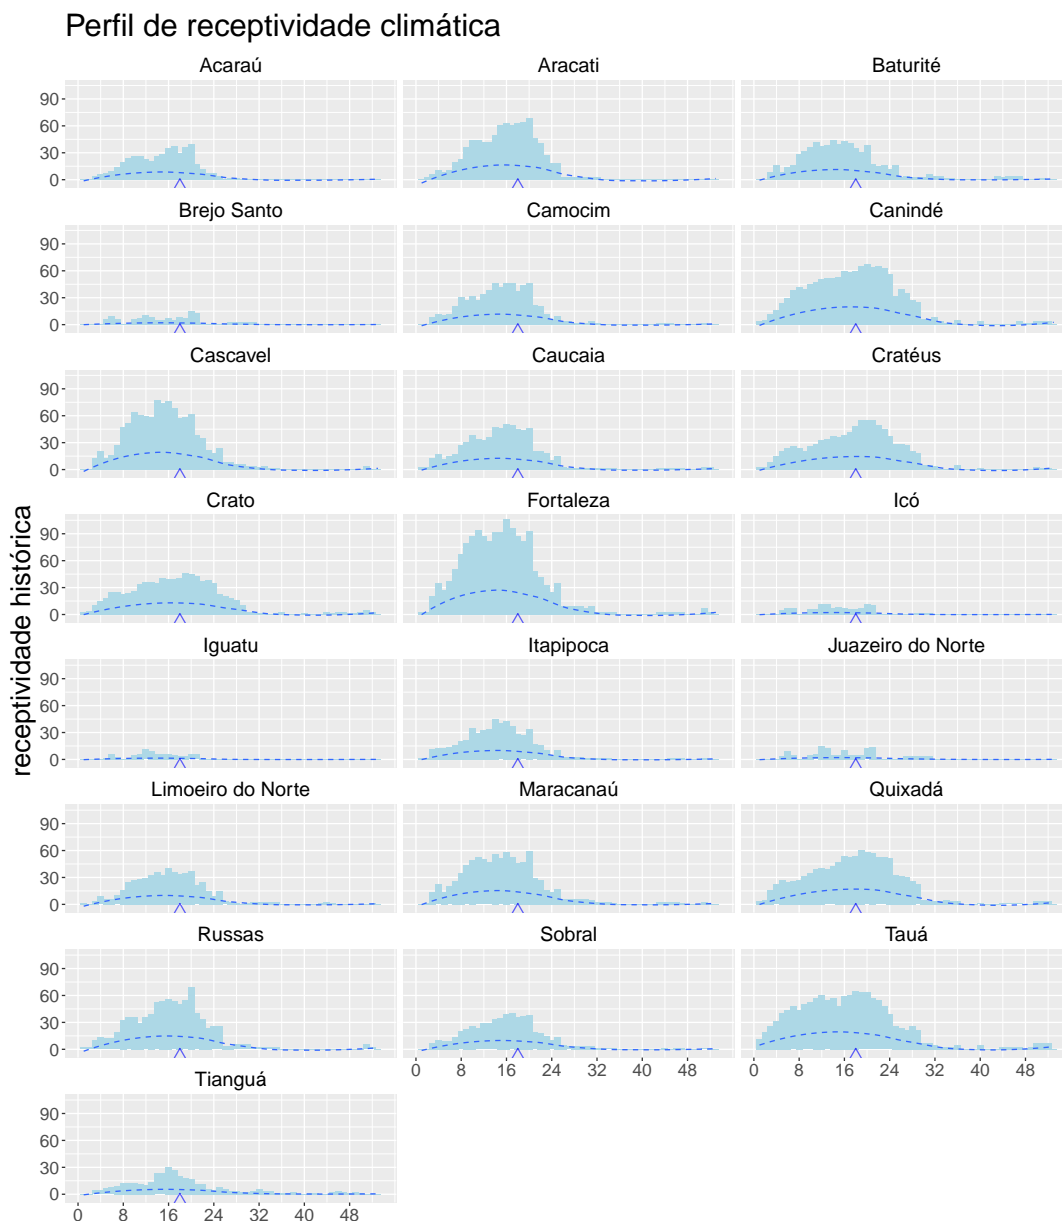 Perfil de receptividade climática
Acaraú Aracati Baturité
90
60
30
0
Brejo Santo Camocim Canindé
90
60
30
0
Cascavel Caucaia Cratéus
90
60
30
0
Crato Fortaleza Icó
90
60
30
0
receptividade histórica
Iguatu Itapipoca Juazeiro do Norte
90
60
30
0
Limoeiro do Norte Maracanaú Quixadá
90
60
30
0
Russas Sobral Tauá
90
60
30
0
0 8 16 24 32 40 48 0 8 16 24 32 40 48
Tianguá
90
60
30
0
0 8 16 24 32 40 48